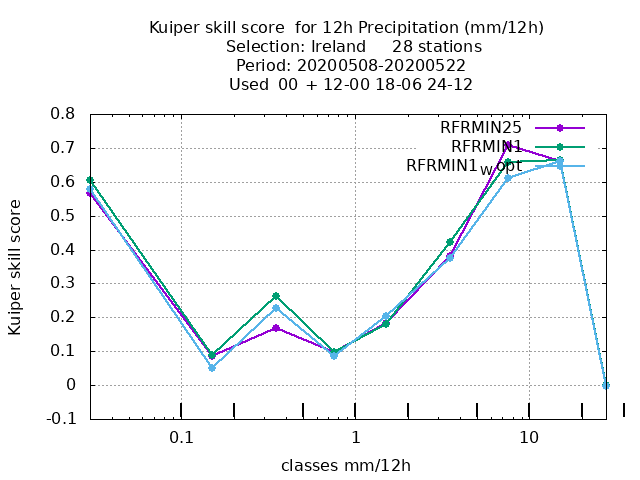 Kuiper skill score  for 12h Precipitation (mm/12h)
Selection: Ireland     28 stations
Period: 20200508-20200522
Used  00 + 12-00 18-06 24-12
RFRMIN25
RFRMIN1
RFRMIN1w.opt
0.8
0.7
0.6
0.5
0.4
0.3
0.2
0.1
0
-0.1
Kuiper skill score
0.1 1 10
classes mm/12h